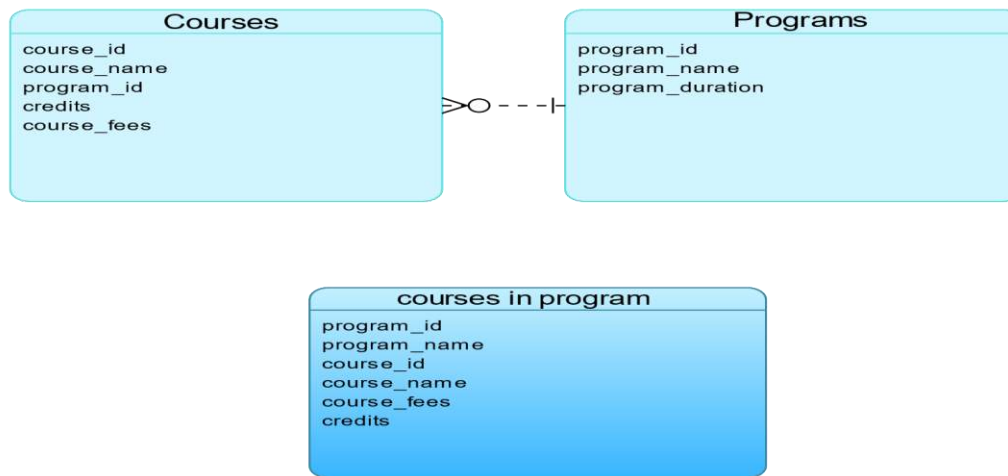 Courses
course_id
course_name
program_id
credits
course_fees
Programs
program_id
program_name
program_duration
courses in program
program_id
program_name
course_id
course_name
course_fees
credits